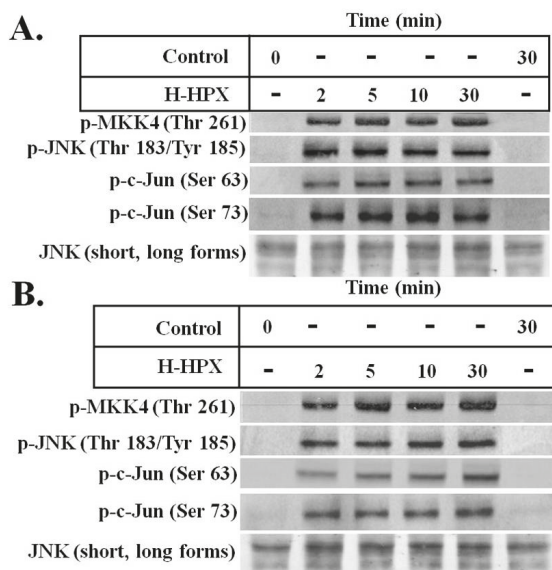 A.
Time (min)
Control 0 - - - - 30
H-HPX - 2 5 10 30 -
p-MKK4 (Thr 261)
p-JNK (Thr 183/Tyr 185)
p-c-Jun (Ser 63)
p-c-Jun (Ser 73)
JNK (short, long forms)
B.
Time (min)
Control 0 - - - - 30
H-HPX - 2 5 10 30 -
p-MKK4 (Thr 261)
p-JNK (Thr 183/Tyr 185)
p-c-Jun (Ser 63)
p-c-Jun (Ser 73)
JNK (short, long forms)